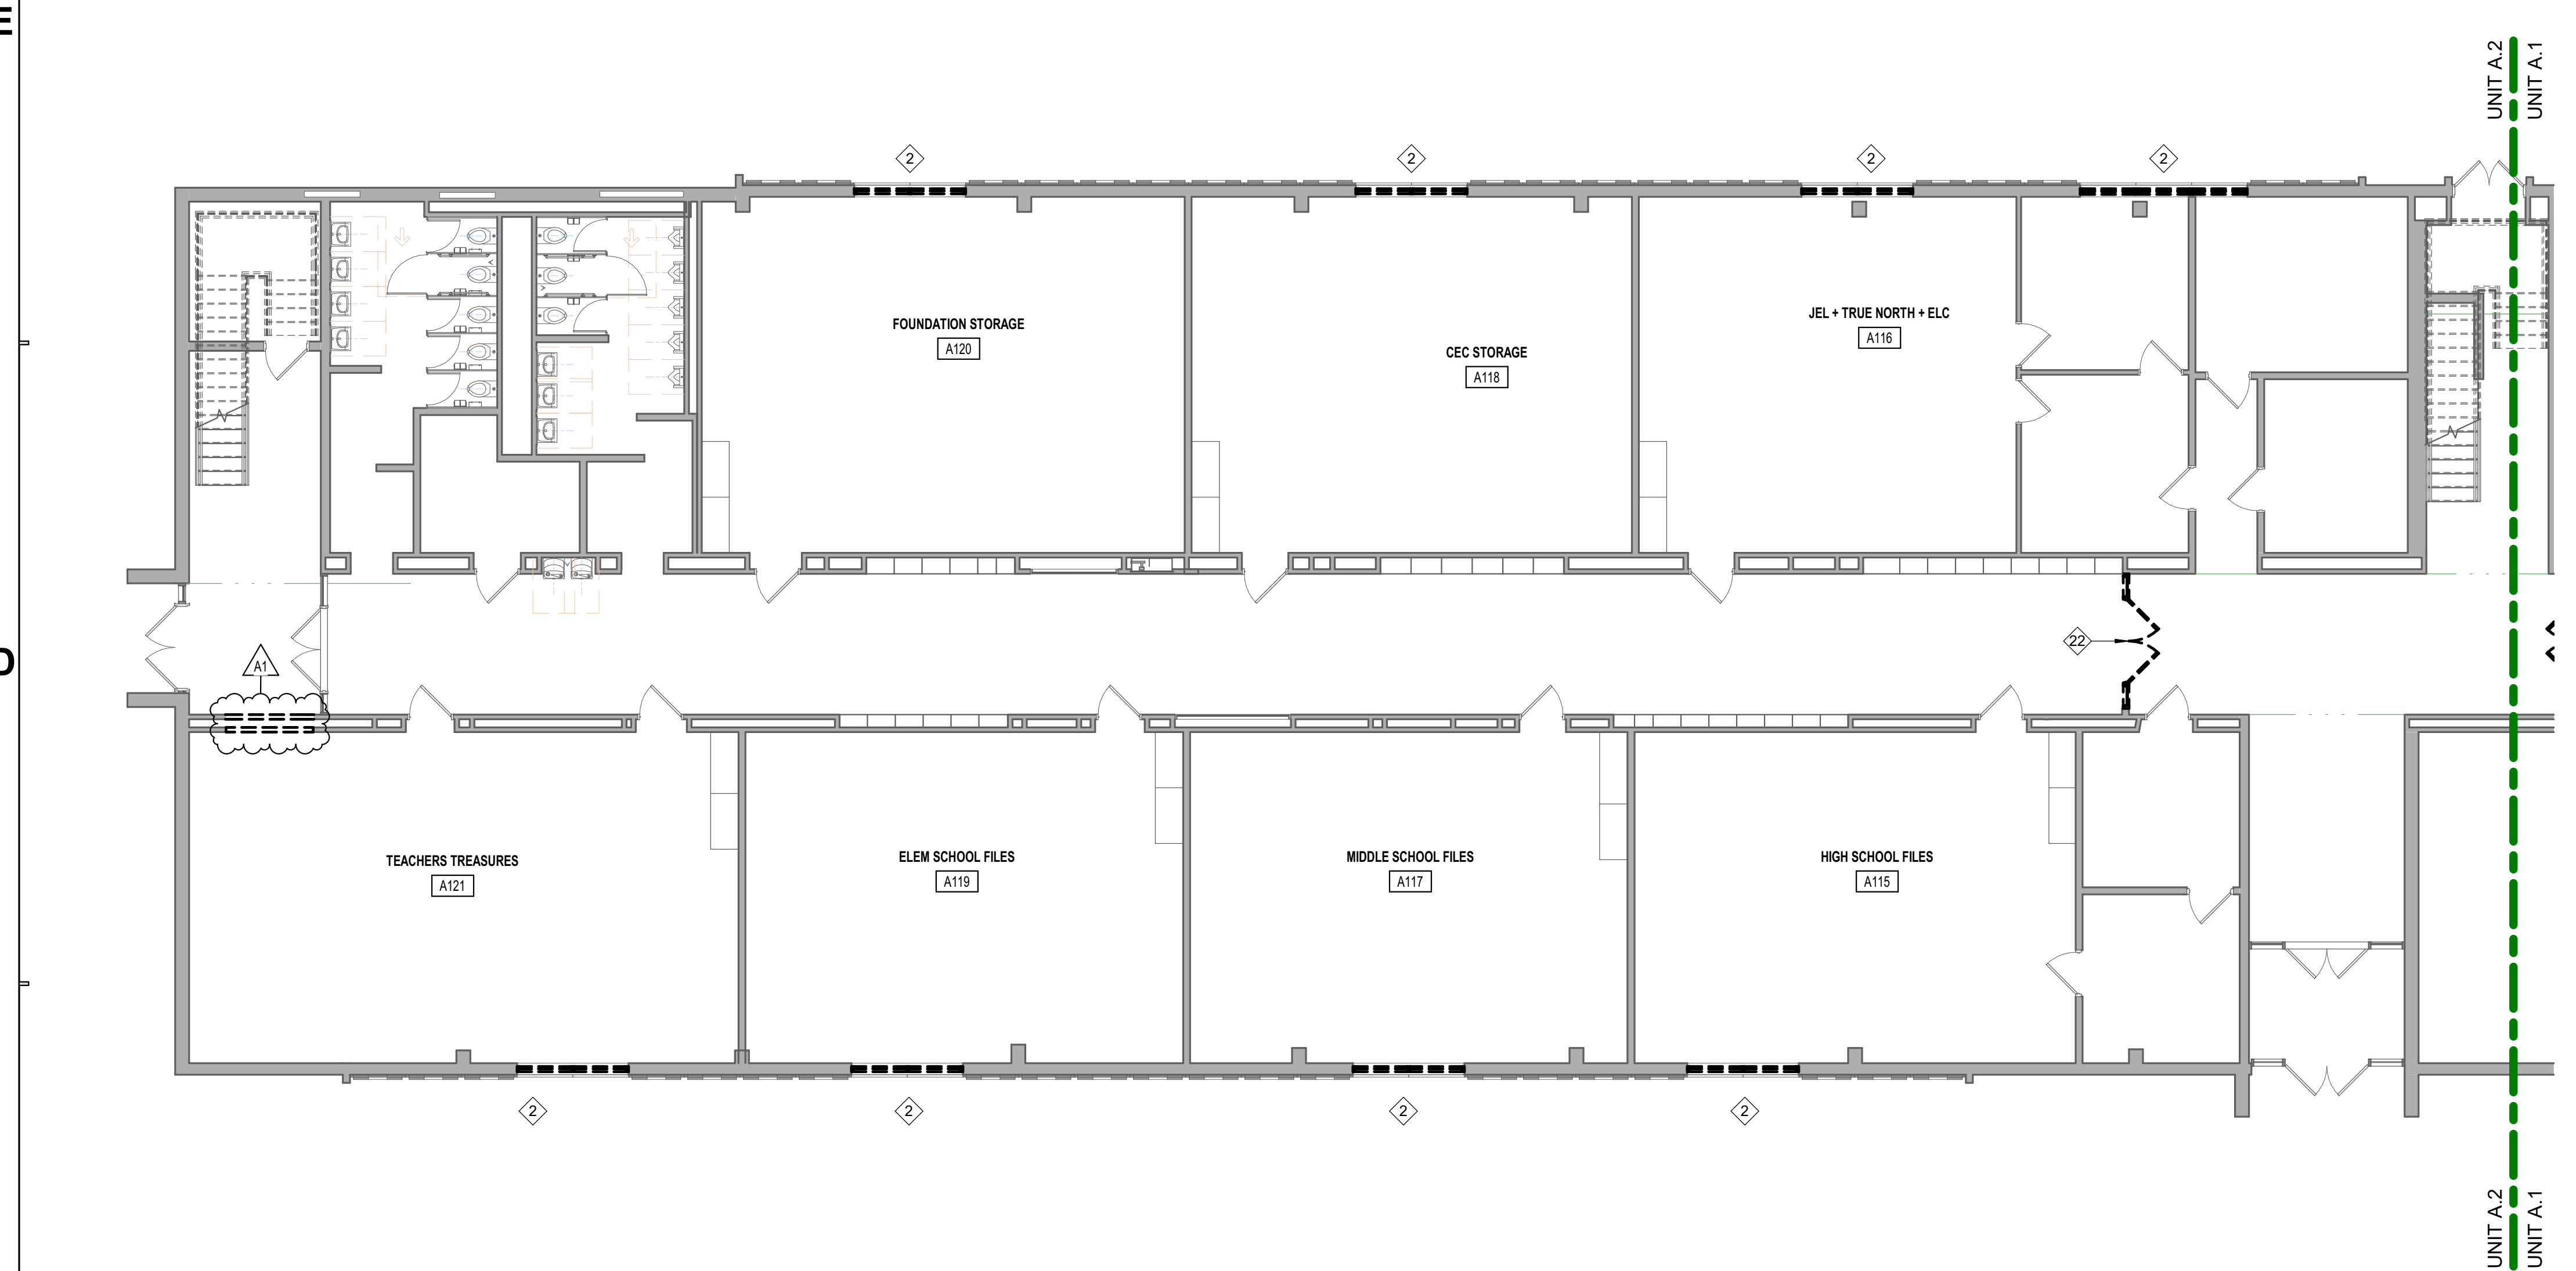 E
UNIT A.2
UNIT A.1
2
2
2
2
FOUNDATION STORAGE
A120
CEC STORAGE
A118
JEL + TRUE NORTH + ELC
A116
D
A1
22
TEACHERS TREASURES
A121
ELEM SCHOOL FILES
A119
MIDDLE SCHOOL FILES
A117
HIGH SCHOOL FILES
A115
2
2
2
2
UNIT A.2
UNIT A.1